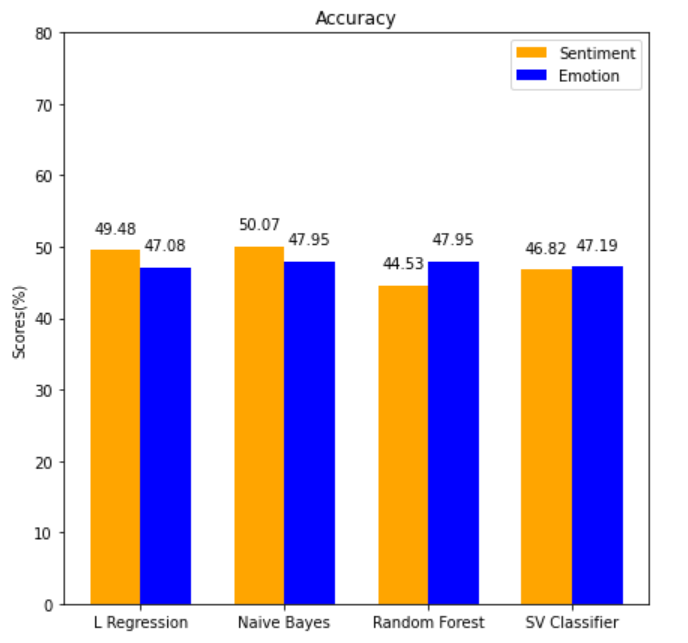 Accuracy
Sentiment
Emotion
Scores(%)
80
70
60
50
40
30
20
10
0
49.48
47.08
50.07
47.95
44.53
47.95
46.82
47.19
L Regression
Naive Bayes
Random Forest
SV Classifier